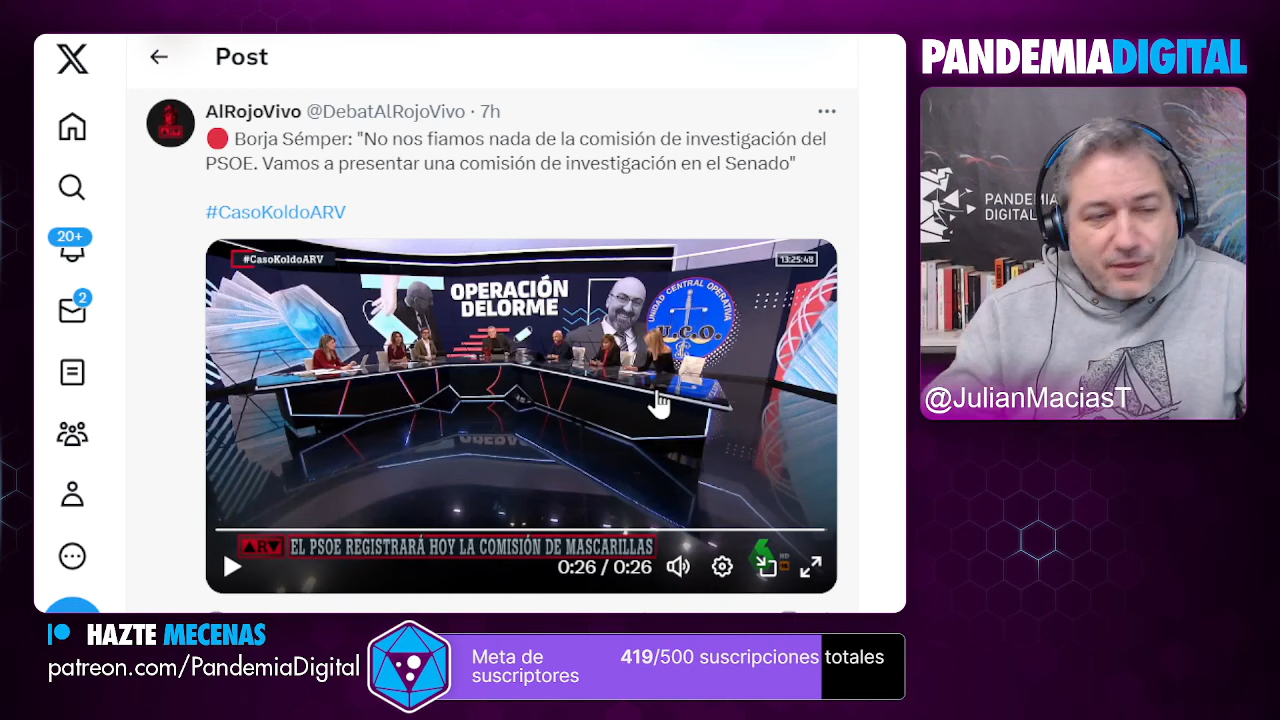 Post
AlRojoVivo @DebatAlRojoVivo · 7h
🔴 Borja Sémper: "No nos fiamos nada de la comisión de investigación del
PSOE. Vamos a presentar una comisión de investigación en el Senado"
#CasoKoldoARV
20+
2
#CasoKoldoARV
13:25:48
OPERACIÓN
DELORME
UNIDAD CENTRAL OPERATIVA
U.C.O.
ARV EL PSOE REGISTRARÁ HOY LA COMISIÓN DE MASCARILLAS
HD
0:26 / 0:26
PANDEMIADIGITAL
PANDEMIA
DIGITAL
@JulianMaciasT
HAZTE MECENAS
patreon.com/PandemiaDigital
Meta de
suscriptores
419/500 suscripciones totales